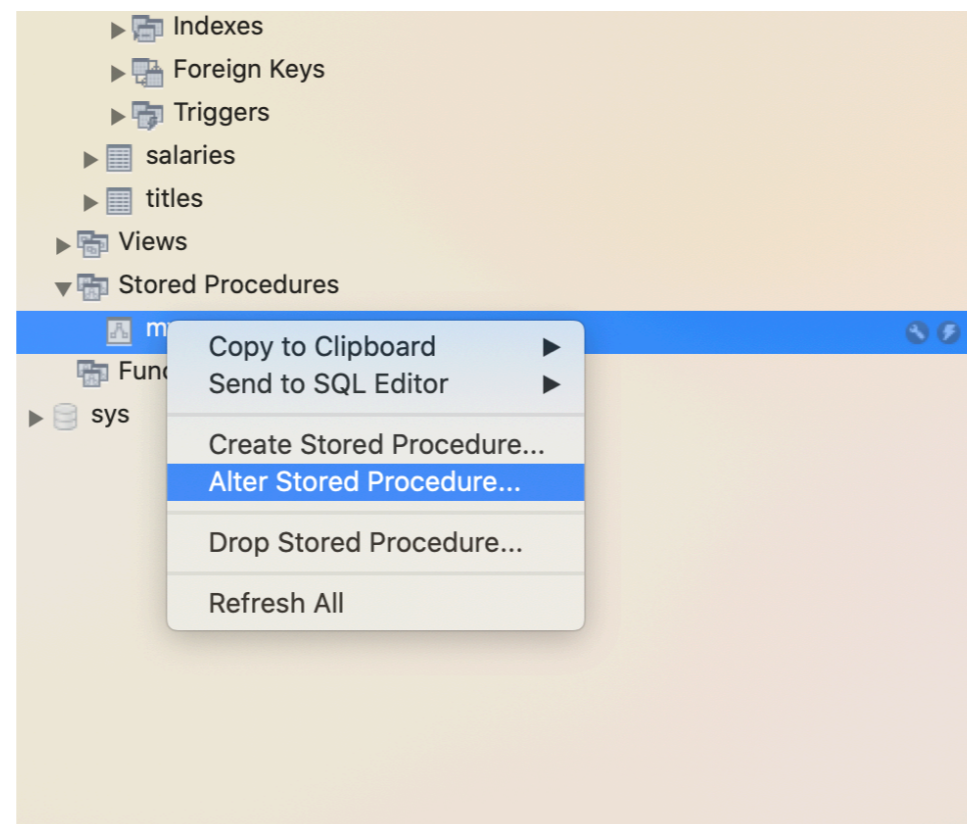 Indexes
Foreign Keys
Triggers
salaries
titles
Views
Stored Procedures
Copy to Clipboard
Send to SQL Editor
sys
Create Stored Procedure...
Alter Stored Procedure...
Drop Stored Procedure...
Refresh All